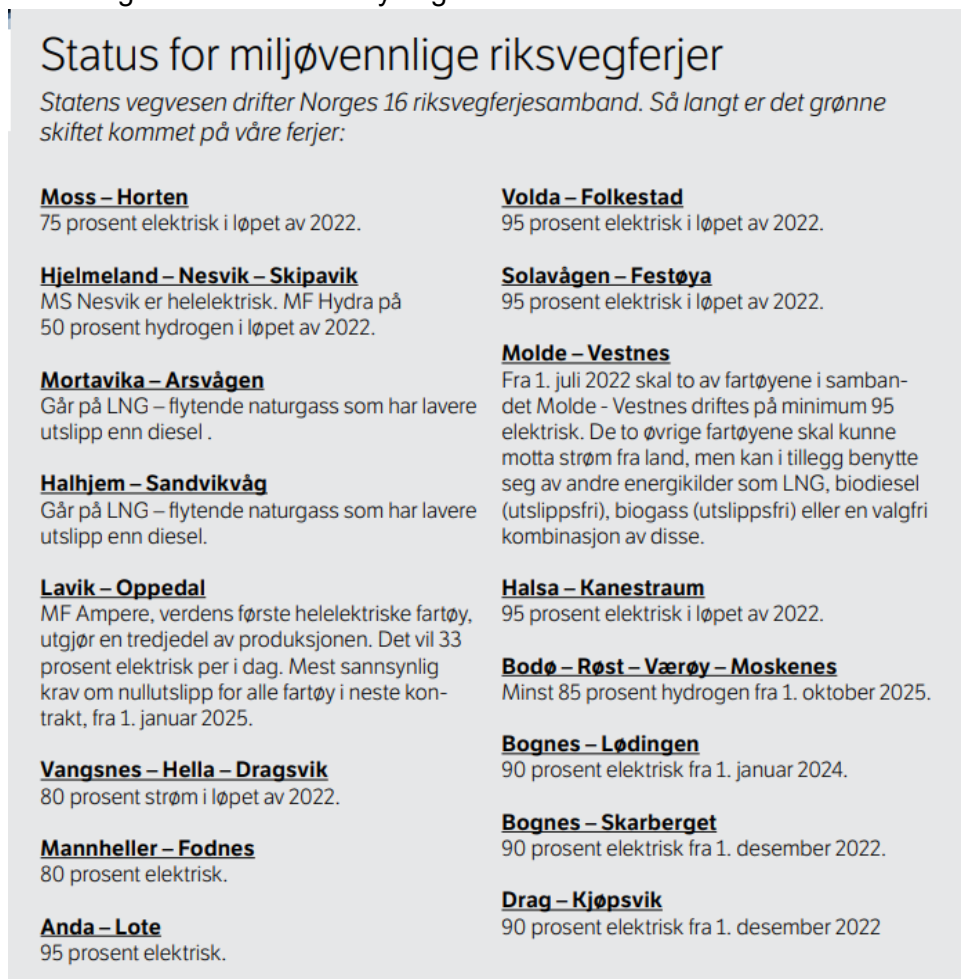 Status for miljøvennlige riksvegferjer
Statens vegvesen drifter Norges 16 riksvegferjesamband. Så langt er det grønne
skiftet kommet på våre ferjer:
Moss – Horten
75 prosent elektrisk i løpet av 2022.
Hjelmeland – Nesvik – Skipavik
MS Nesvik er helelektrisk. MF Hydra på
50 prosent hydrogen i løpet av 2022.
Mortavika – Arsvågen
Går på LNG – flytende naturgass som har lavere
utslipp enn diesel .
Halhjem – Sandvikvåg
Går på LNG – flytende naturgass som har lavere
utslipp enn diesel.
Lavik – Oppedal
MF Ampere, verdens første helelektriske fartøy,
utgjør en tredjedel av produksjonen. Det vil 33
prosent elektrisk per i dag. Mest sannsynlig
krav om nullutslipp for alle fartøy i neste kon-
trakt, fra 1. januar 2025.
Vangsnes – Hella – Dragsvik
80 prosent strøm i løpet av 2022.
Mannheller – Fodnes
80 prosent elektrisk.
Anda – Lote
95 prosent elektrisk.
Volda – Folkestad
95 prosent elektrisk i løpet av 2022.
Solavågen – Festøya
95 prosent elektrisk i løpet av 2022.
Molde – Vestnes
Fra 1. juli 2022 skal to av fartøyene i samban-
det Molde - Vestnes driftes på minimum 95
elektrisk. De to øvrige fartøyene skal kunne
motta strøm fra land, men kan i tillegg benytte
seg av andre energikilder som LNG, biodiesel
(utslippsfri), biogass (utslippsfri) eller en valgfri
kombinasjon av disse.
Halsa – Kanestraum
95 prosent elektrisk i løpet av 2022.
Bodø – Røst – Værøy – Moskenes
Minst 85 prosent hydrogen fra 1. oktober 2025.
Bognes – Lødingen
90 prosent elektrisk fra 1. januar 2024.
Bognes – Skarberget
90 prosent elektrisk fra 1. desember 2022.
Drag – Kjøpsvik
90 prosent elektrisk fra 1. desember 2022